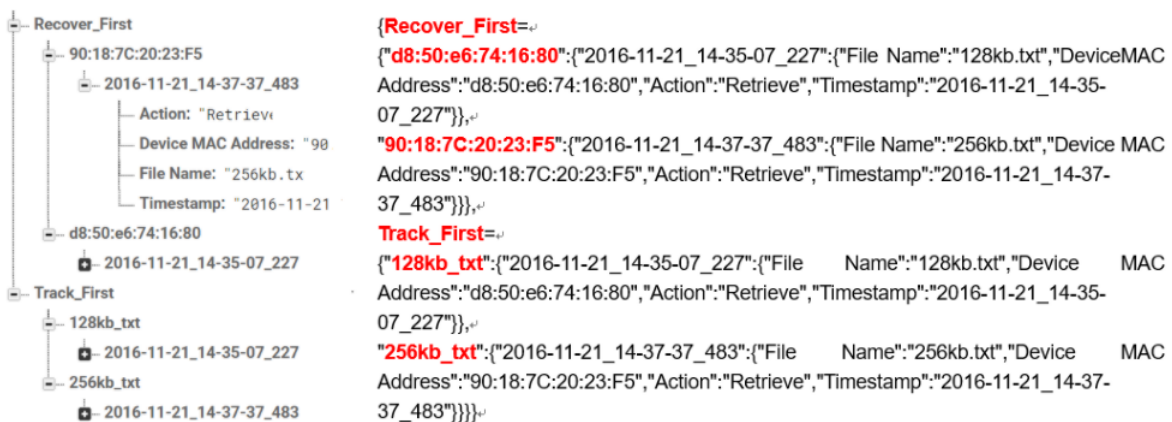 Recover_First
90:18:7C:20:23:F5
2016-11-21_14-37-37_483
Action: "Retrieve
Device MAC Address: "90
File Name: "256kb.tx
Timestamp: "2016-11-21
d8:50:e6:74:16:80
2016-11-21_14-35-07_227
Track_First
128kb_txt
2016-11-21_14-35-07_227
256kb_txt
2016-11-21_14-37-37_483
{Recover_First=↵
{"d8:50:e6:74:16:80":{"2016-11-21_14-35-07_227":{"File Name":"128kb.txt","DeviceMAC
Address":"d8:50:e6:74:16:80","Action":"Retrieve","Timestamp":"2016-11-21_14-35-
07_227"}},↵
"90:18:7C:20:23:F5":{"2016-11-21_14-37-37_483":{"File Name":"256kb.txt","Device MAC
Address":"90:18:7C:20:23:F5","Action":"Retrieve","Timestamp":"2016-11-21_14-37-
37_483"}}},↵
Track_First=↵
{"128kb_txt":{"2016-11-21_14-35-07_227":{"File Name":"128kb.txt","Device MAC
Address":"d8:50:e6:74:16:80","Action":"Retrieve","Timestamp":"2016-11-21_14-35-
07_227"}},↵
"256kb_txt":{"2016-11-21_14-37-37_483":{"File Name":"256kb.txt","Device MAC
Address":"90:18:7C:20:23:F5","Action":"Retrieve","Timestamp":"2016-11-21_14-37-
37_483"}}}}↵